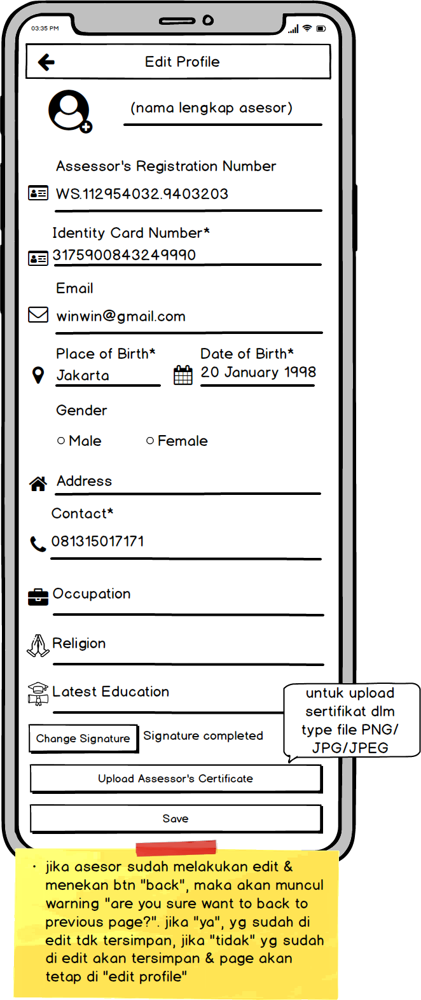 03:35 PM
Edit Profile
(nama lengkap asesor)
Assessor's Registration Number
WS.112954032.9403203
Identity Card Number*
3175900843249990
Email
winwin@gmail.com
Place of Birth*
Jakarta
Date of Birth*
20 January 1998
Gender
Male
Female
Address
Contact*
081315017171
Occupation
Religion
Latest Education
untuk upload
sertifikat dlm
type file PNG/
JPG/JPEG
Change Signature
Signature completed
Upload Assessor's Certificate
Save
• jika asesor sudah melakukan edit &
menekan btn "back", maka akan muncul
warning "are you sure want to back to
previous page?". jika "ya", yg sudah di
edit tdk tersimpan, jika "tidak" yg sudah
di edit akan tersimpan & page akan
tetap di "edit profile"